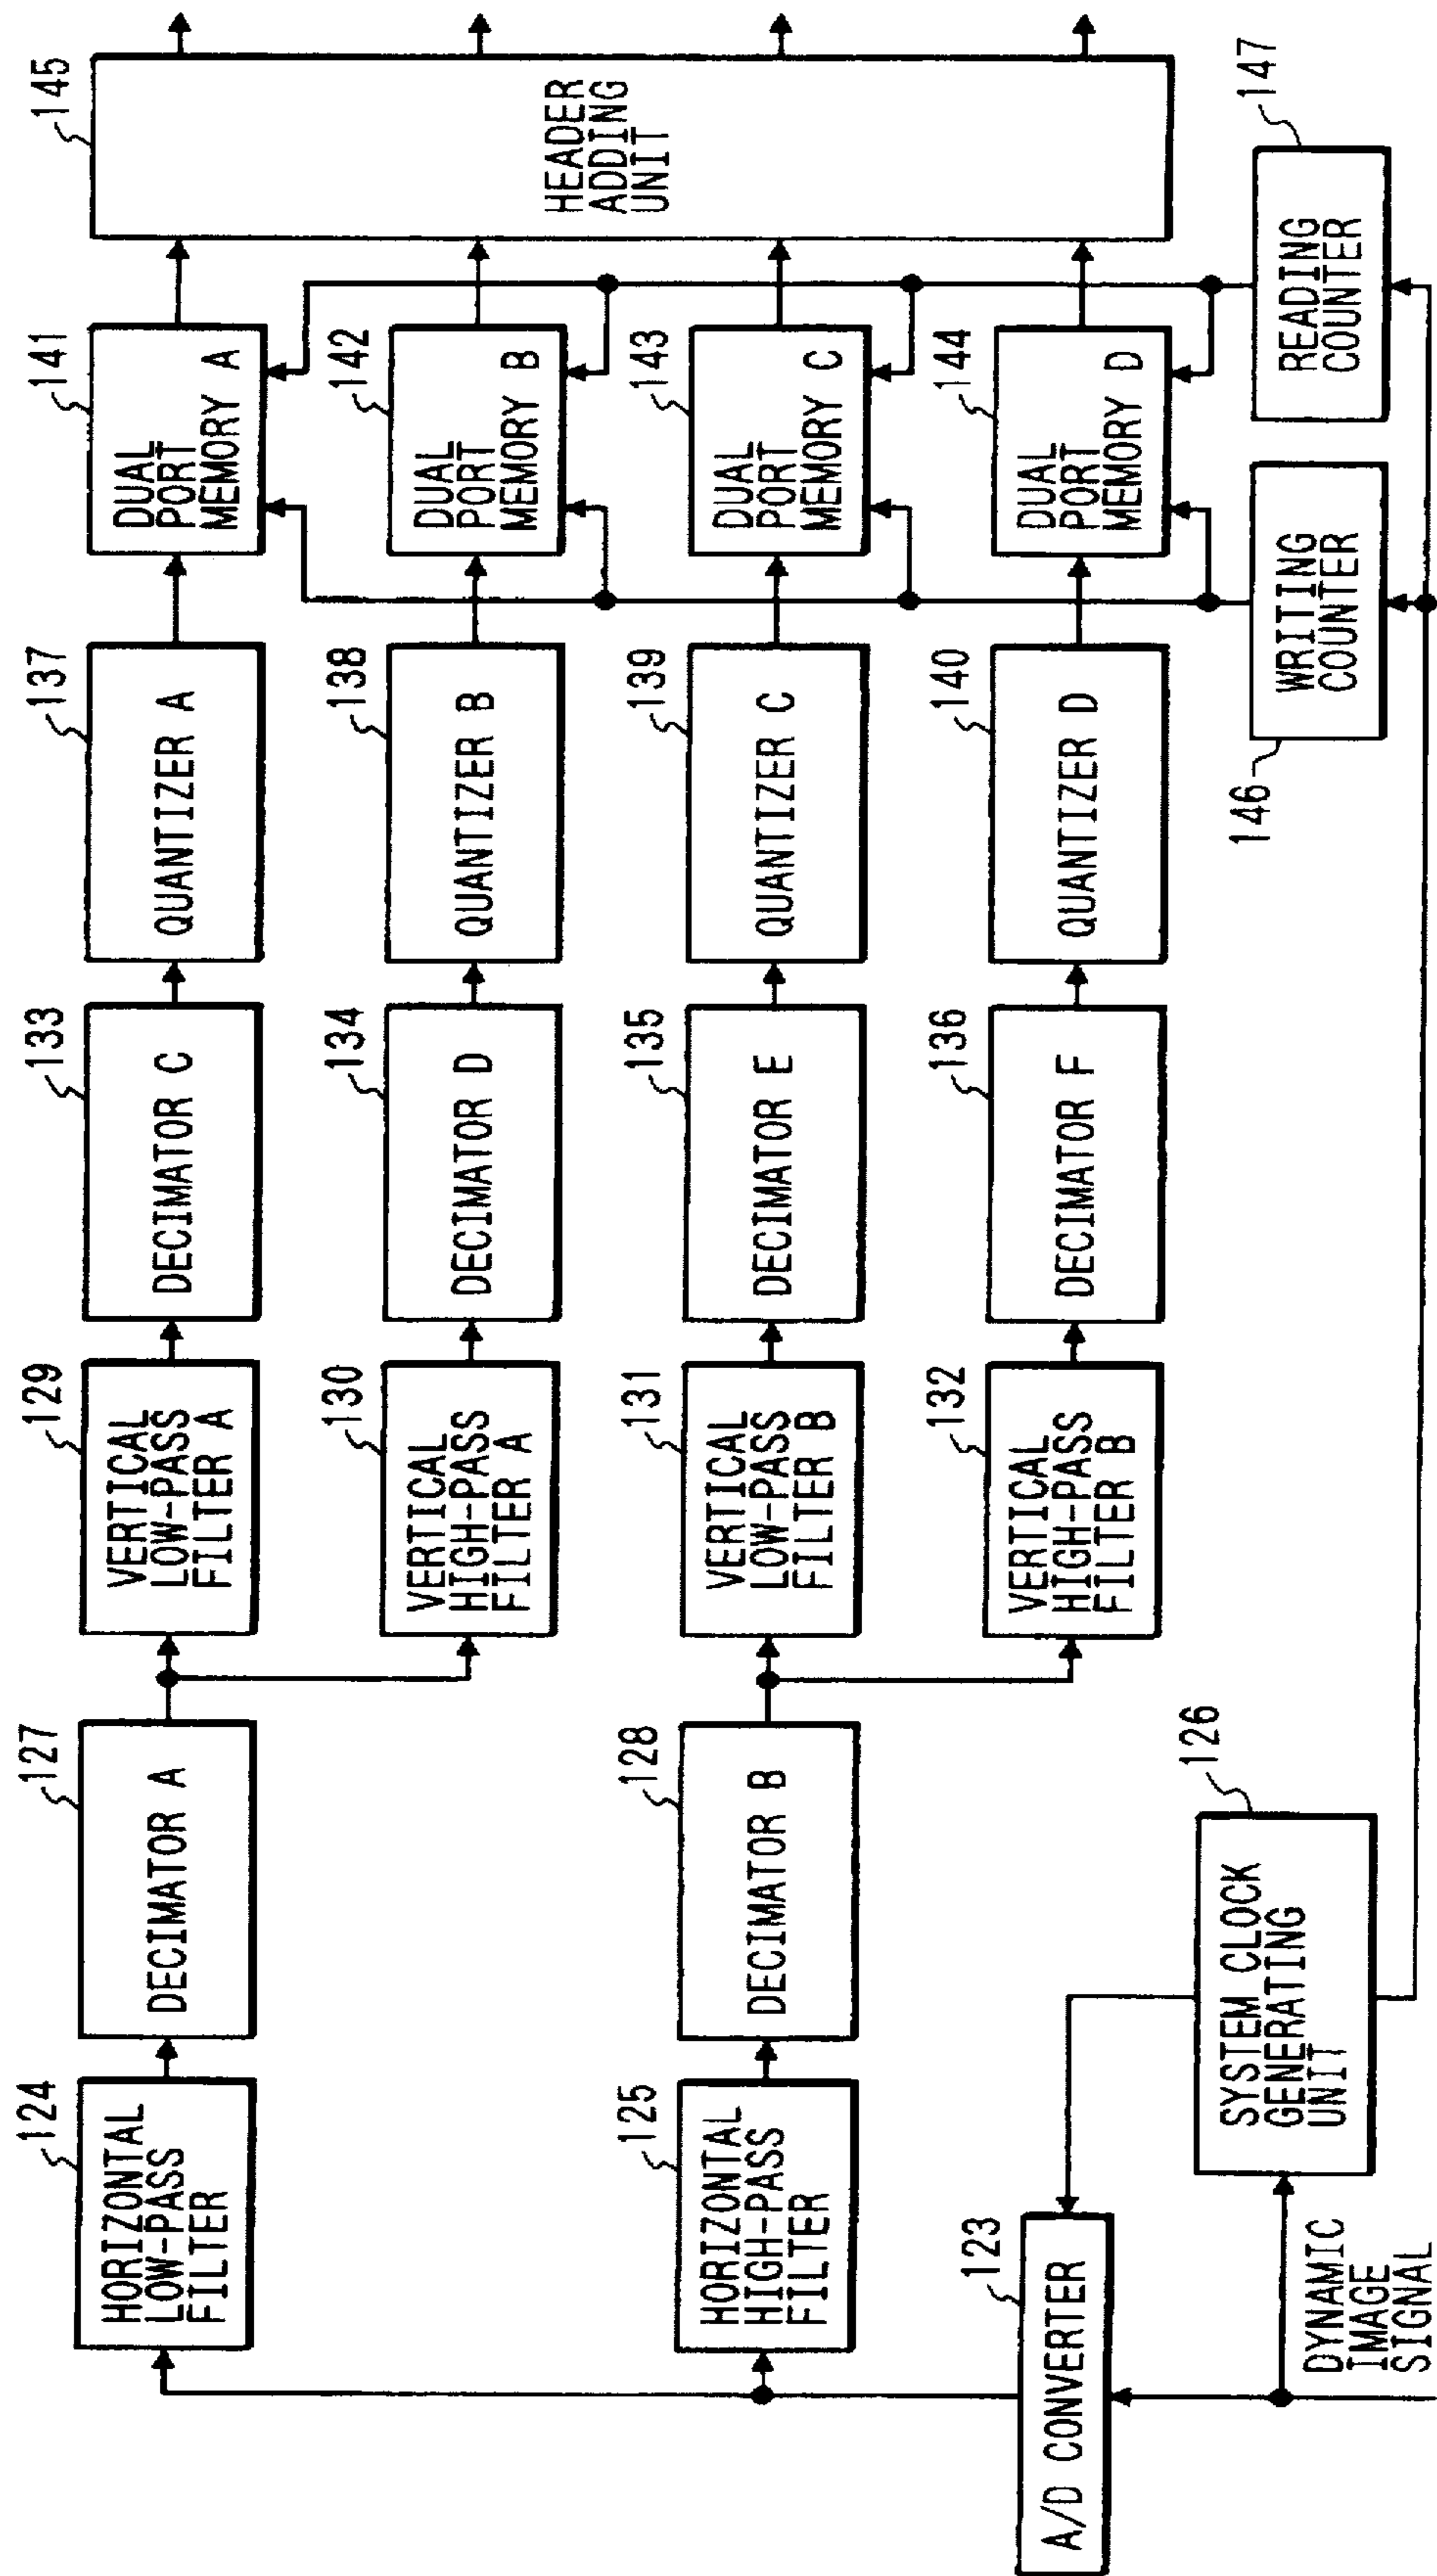 124
HORIZONTAL
LOW-PASS
FILTER
127
DECIMATOR A
129
VERTICAL
LOW-PASS
FILTER A
133
DECIMATOR C
137
QUANTIZER A
141
DUAL
PORT
MEMORY A
145
HEADER
ADDING
UNIT
130
VERTICAL
HIGH-PASS
FILTER A
134
DECIMATOR D
138
QUANTIZER B
142
DUAL
PORT
MEMORY B
125
HORIZONTAL
HIGH-PASS
FILTER
128
DECIMATOR B
131
VERTICAL
LOW-PASS
FILTER B
135
DECIMATOR E
139
QUANTIZER C
143
DUAL
PORT
MEMORY C
132
VERTICAL
HIGH-PASS
FILTER B
136
DECIMATOR F
140
QUANTIZER D
144
DUAL
PORT
MEMORY D
123
A/D CONVERTER
126
SYSTEM CLOCK
GENERATING
UNIT
146
WRITING
COUNTER
147
READING
COUNTER
DYNAMIC
IMAGE
SIGNAL